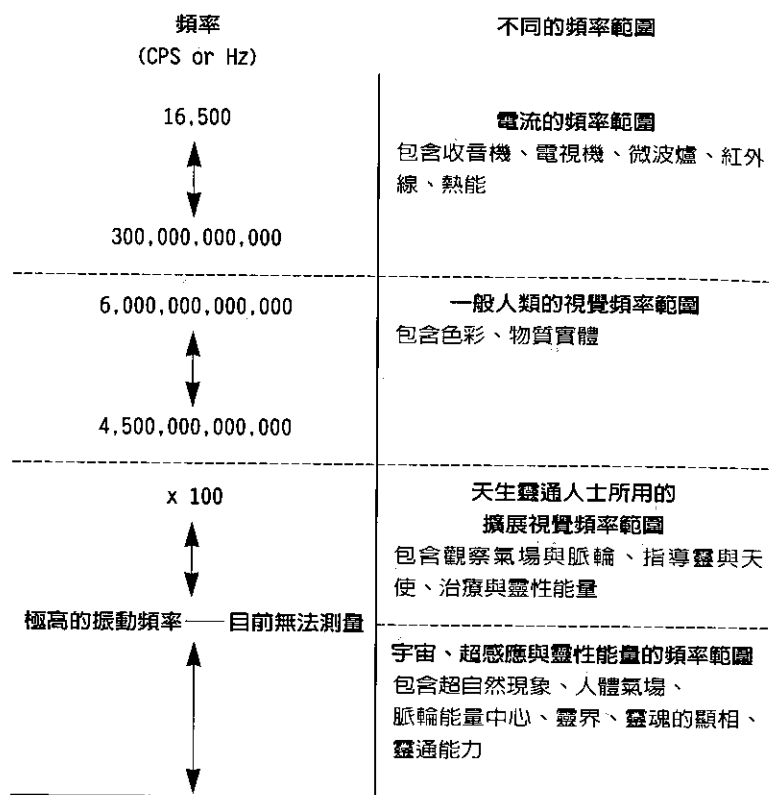 頻率
(CPS or Hz)
不同的頻率範圍
16,500
300,000,000,000
電流的頻率範圍
包含收音機、電視機、微波爐、紅外
線、熱能
6,000,000,000,000
4,500,000,000,000
一般人類的視覺頻率範圍
包含色彩、物質實體
x 100
天生靈通人士所用的
擴展視覺頻率範圍
包含觀察氣場與脈輪、指導靈與天
使、治療與靈性能量
極高的振動頻率——目前無法測量
宇宙、超感應與靈性能量的頻率範圍
包含超自然現象、人體氣場、
脈輪能量中心、靈界、靈魂的顯相、
靈通能力